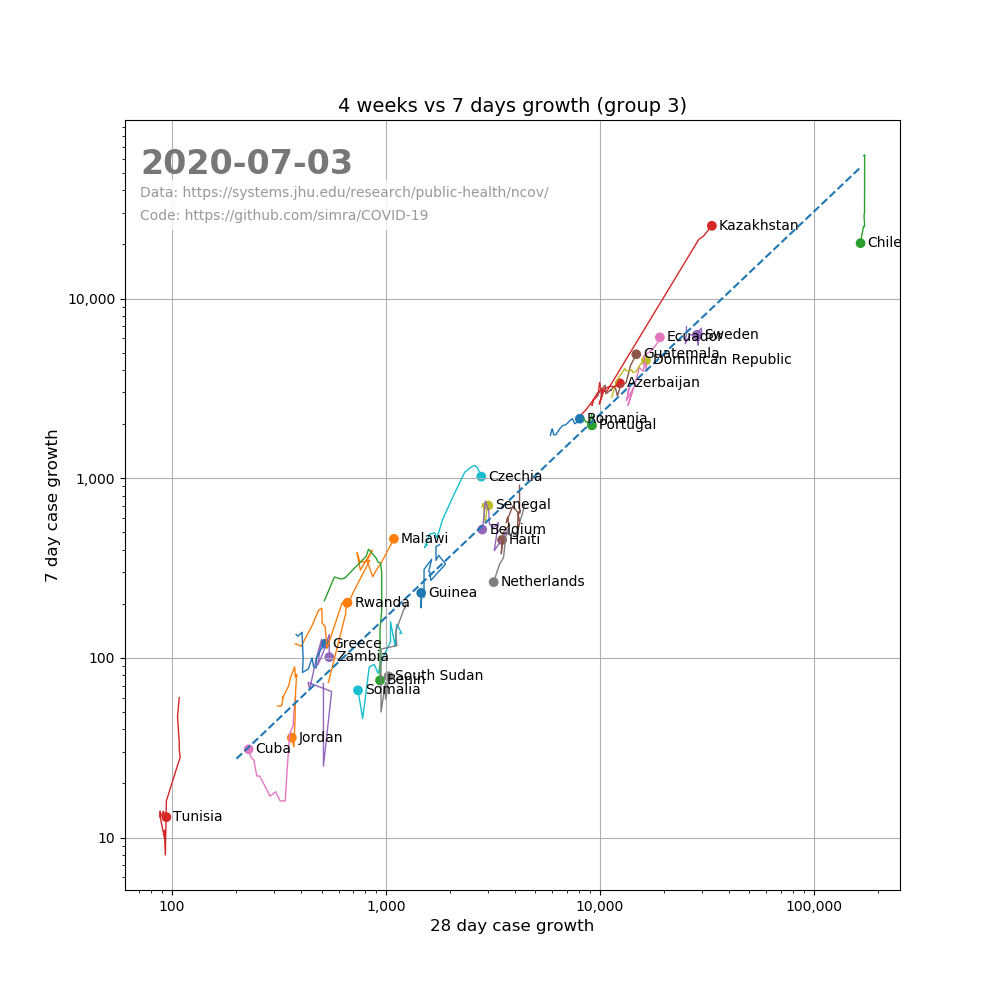 4 weeks vs 7 days growth (group 3)
2020-07-03
Data: https://systems.jhu.edu/research/public-health/ncov/
Code: https://github.com/simra/COVID-19
Kazakhstan
Chile
10,000
Ecuador
Sweden
Guatemala
Dominican Republic
Azerbaijan
Romania
Portugal
1,000
Czechia
Senegal
Belgium
Haiti
Malawi
Netherlands
Guinea
Rwanda
Greece
100
Zambia
South Sudan
Benin
Somalia
Jordan
Cuba
Tunisia
10
7 day case growth
100 1,000 10,000 100,000
28 day case growth